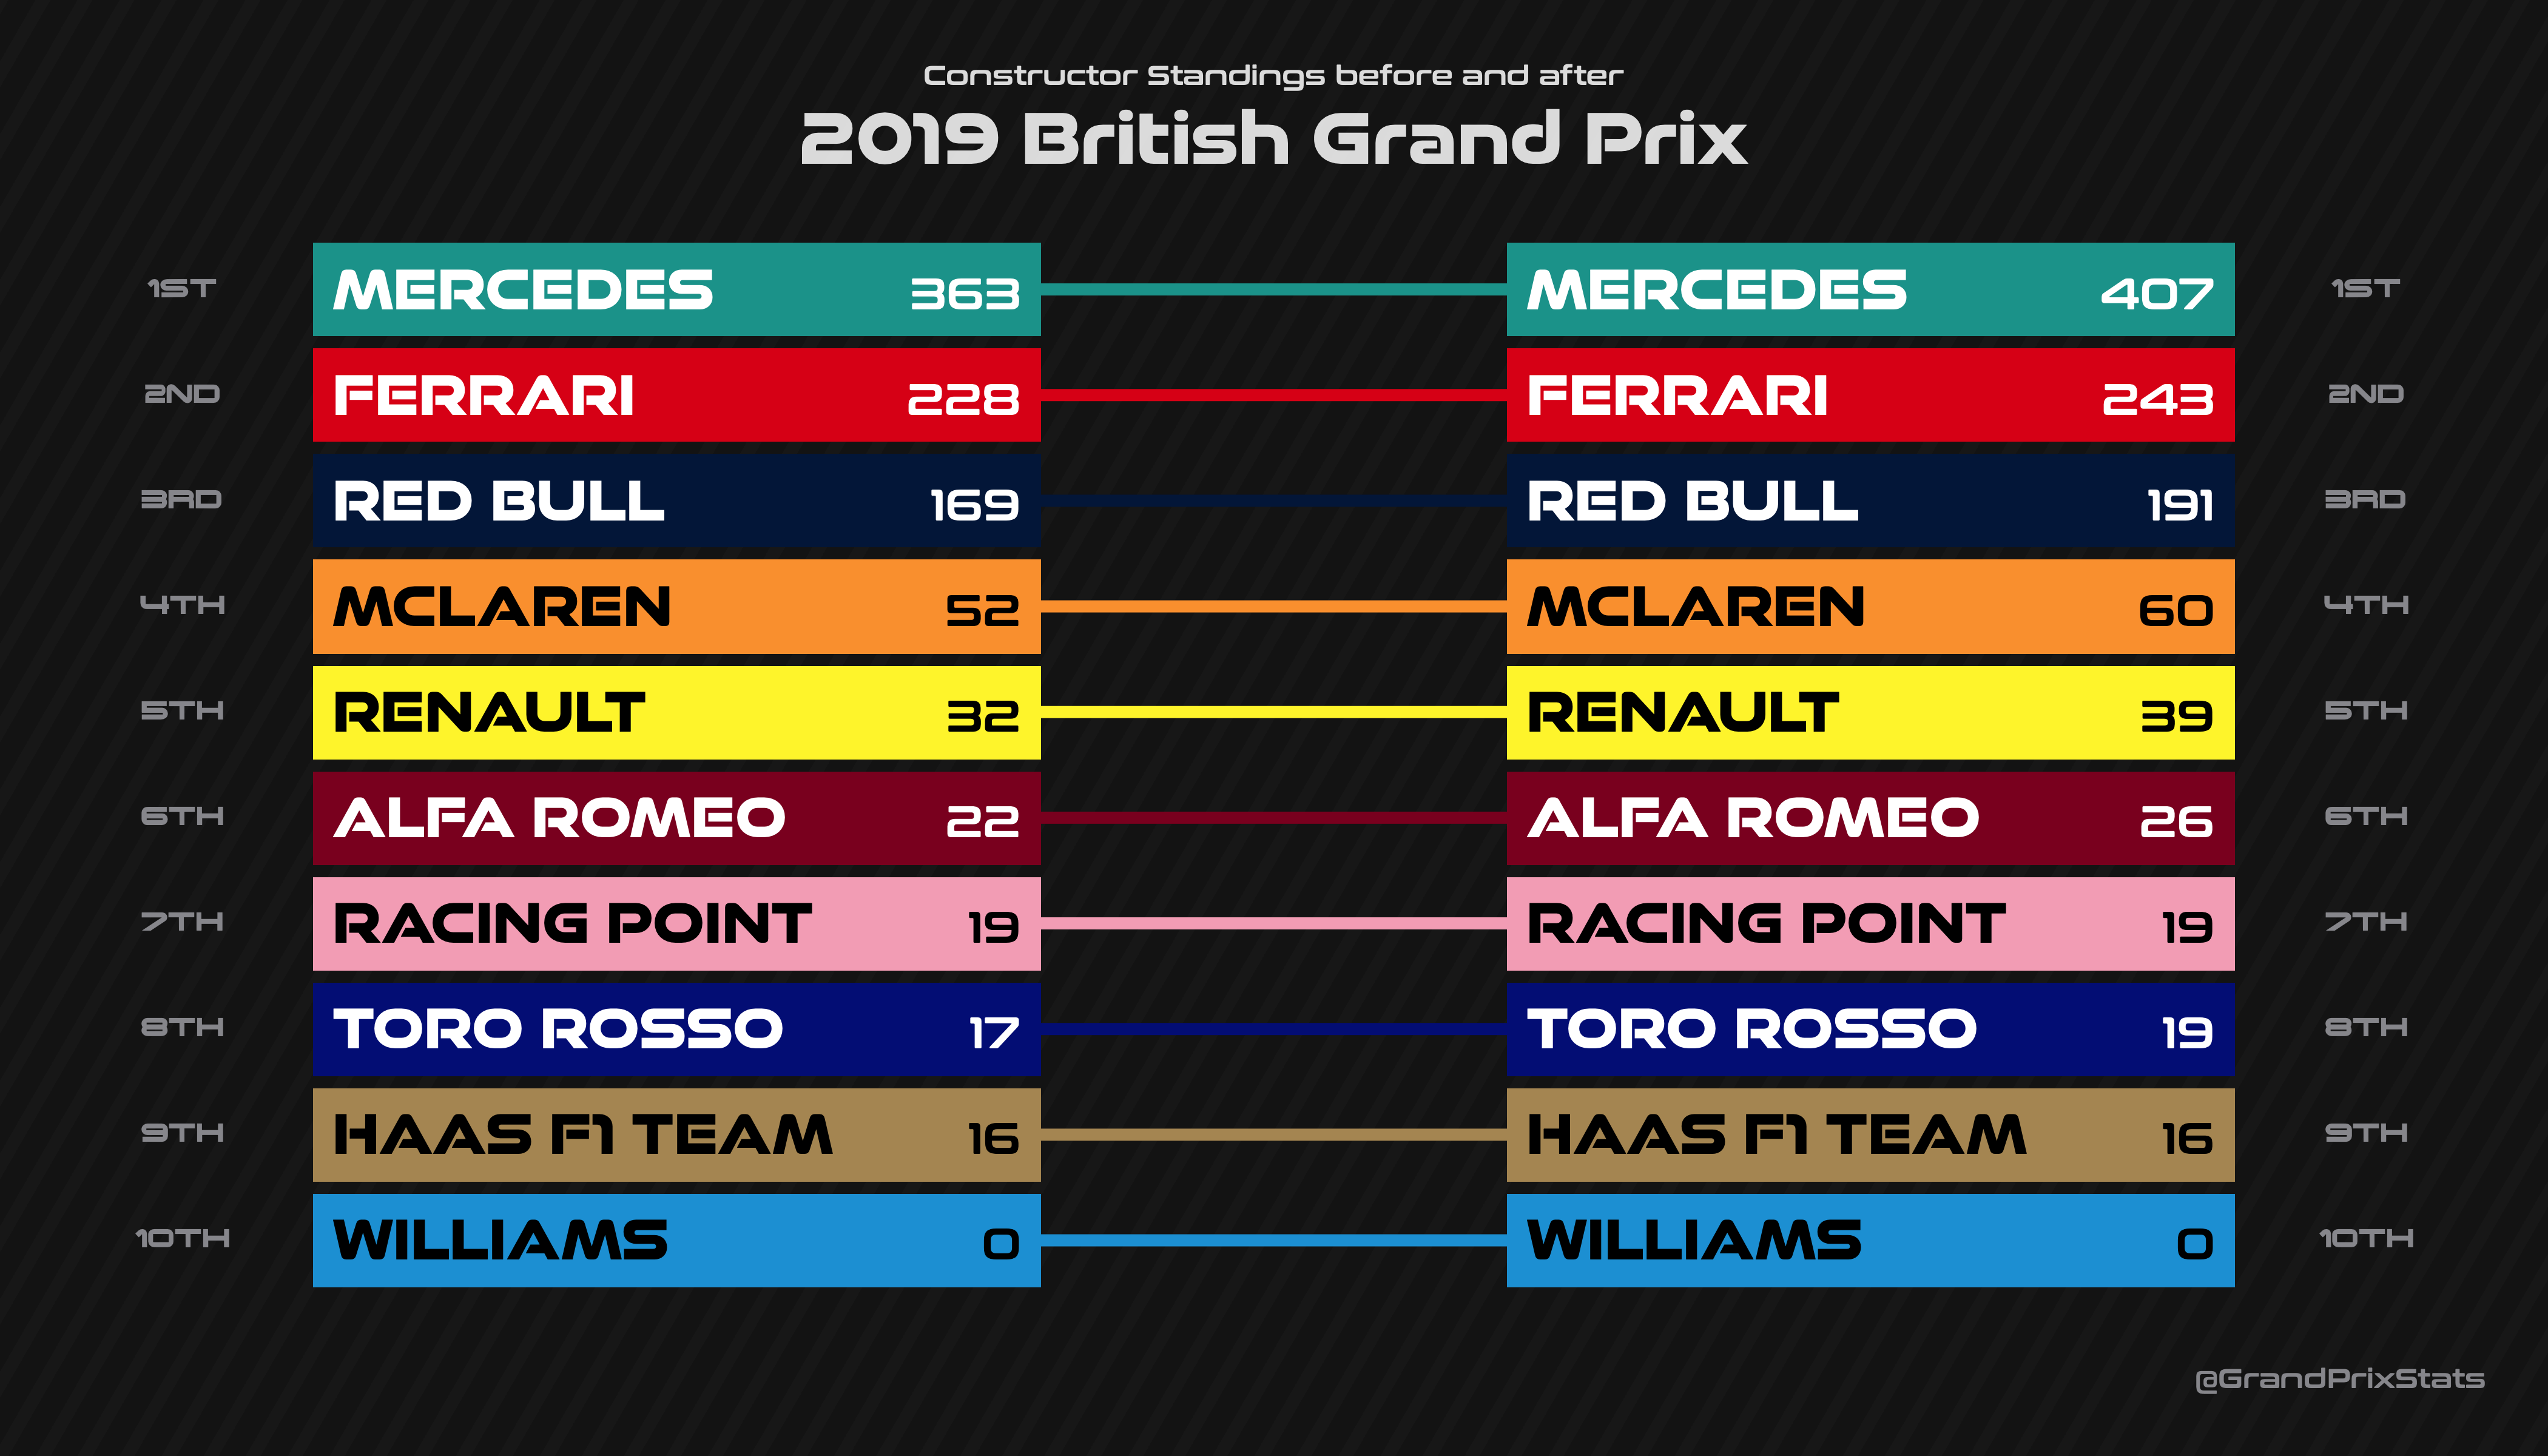 Constructor Standings before and after
2019 British Grand Prix
1ST MERCEDES 363 MERCEDES 407 1ST
2ND FERRARI 228 FERRARI 243 2ND
3RD RED BULL 169 RED BULL 191 3RD
4TH MCLAREN 52 MCLAREN 60 4TH
5TH RENAULT 32 RENAULT 39 5TH
6TH ALFA ROMEO 22 ALFA ROMEO 26 6TH
7TH RACING POINT 19 RACING POINT 19 7TH
8TH TORO ROSSO 17 TORO ROSSO 19 8TH
9TH HAAS F1 TEAM 16 HAAS F1 TEAM 16 9TH
10TH WILLIAMS 0 WILLIAMS 0 10TH
@GrandPrixStats